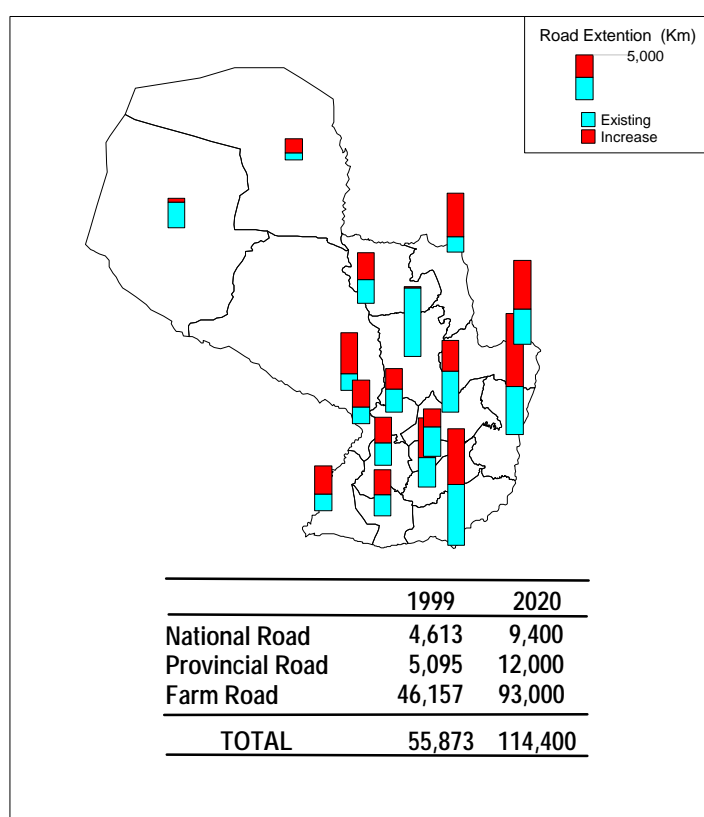 Road Extention (Km)
5,000
Existing
Increase
1999 2020
National Road 4,613 9,400
Provincial Road 5,095 12,000
Farm Road 46,157 93,000
TOTAL 55,873 114,400